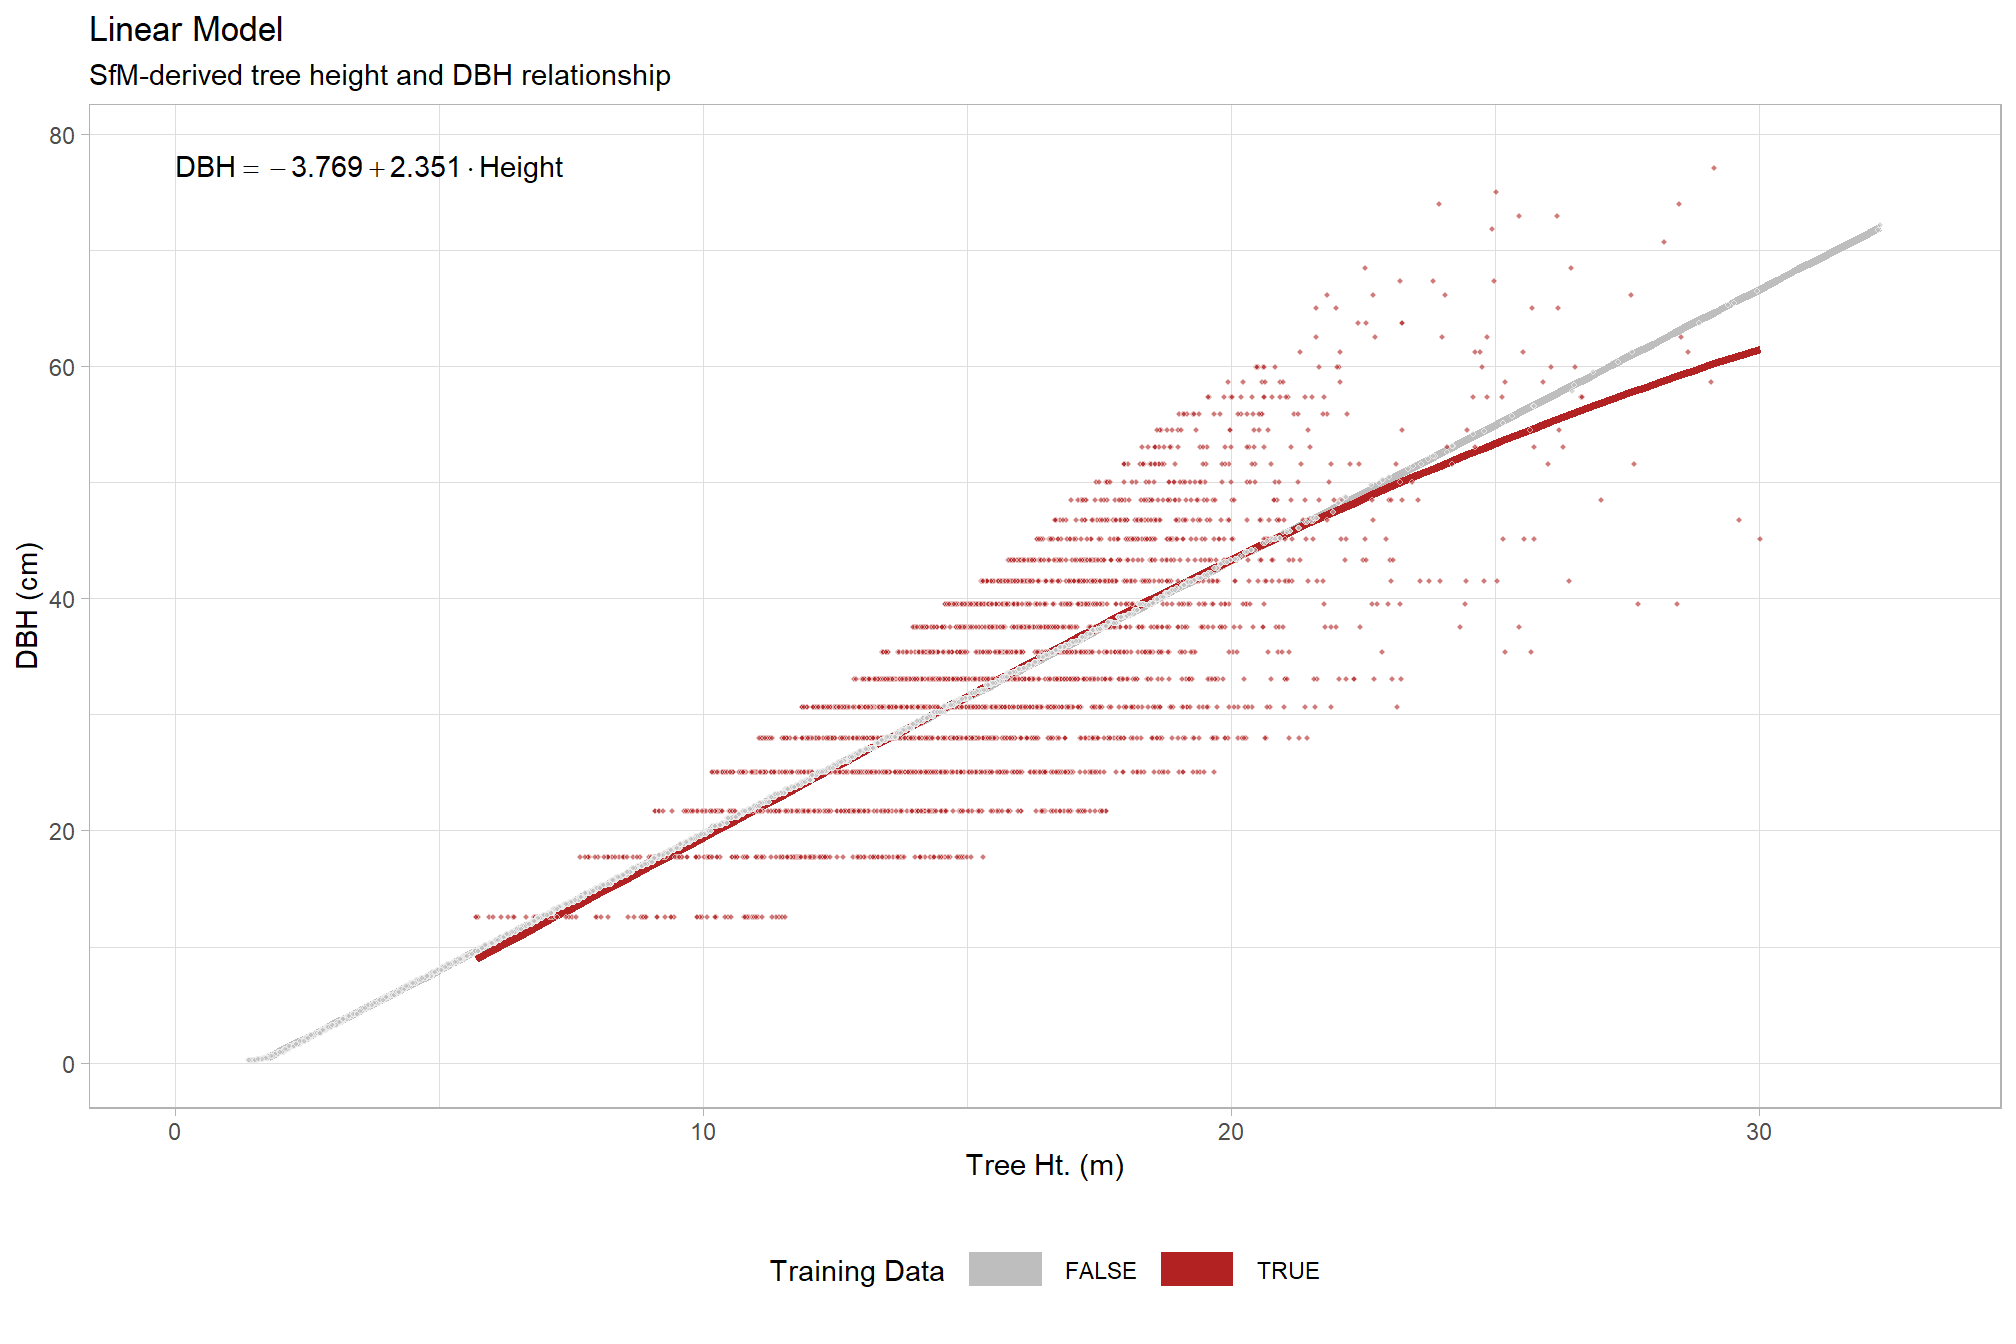 Linear Model
SfM-derived tree height and DBH relationship
DBH = − 3.769 + 2.351 · Height
80
60
40
20
0
DBH (cm)
0 10 20 30
Tree Ht. (m)
Training Data FALSE TRUE